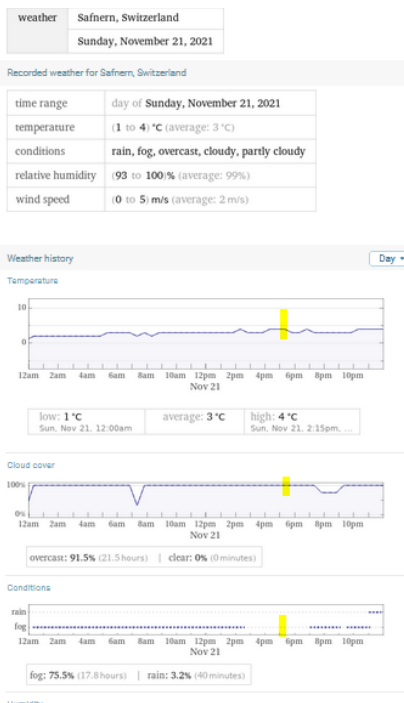 weather Safnern, Switzerland
Sunday, November 21, 2021
Recorded weather for Safnern, Switzerland
time range day of Sunday, November 21, 2021
temperature (1 to 4) °C (average: 3 °C)
conditions rain, fog, overcast, cloudy, partly cloudy
relative humidity (93 to 100)% (average: 99%)
wind speed (0 to 5) m/s (average: 2 m/s)
Weather history Day
Temperature
10
0
12am 2am 4am 6am 8am 10am 12pm 2pm 4pm 6pm 8pm 10pm
Nov 21
low: 1 °C average: 3 °C high: 4 °C
Sun, Nov 21, 12:00am Sun, Nov 21, 2:15pm, ...
Cloud cover
100%
0%
12am 2am 4am 6am 8am 10am 12pm 2pm 4pm 6pm 8pm 10pm
Nov 21
overcast: 91.5% (21.5 hours) | clear: 0% (0 minutes)
Conditions
rain
fog
12am 2am 4am 6am 8am 10am 12pm 2pm 4pm 6pm 8pm 10pm
Nov 21
fog: 75.5% (17.8 hours) | rain: 3.2% (40 minutes)